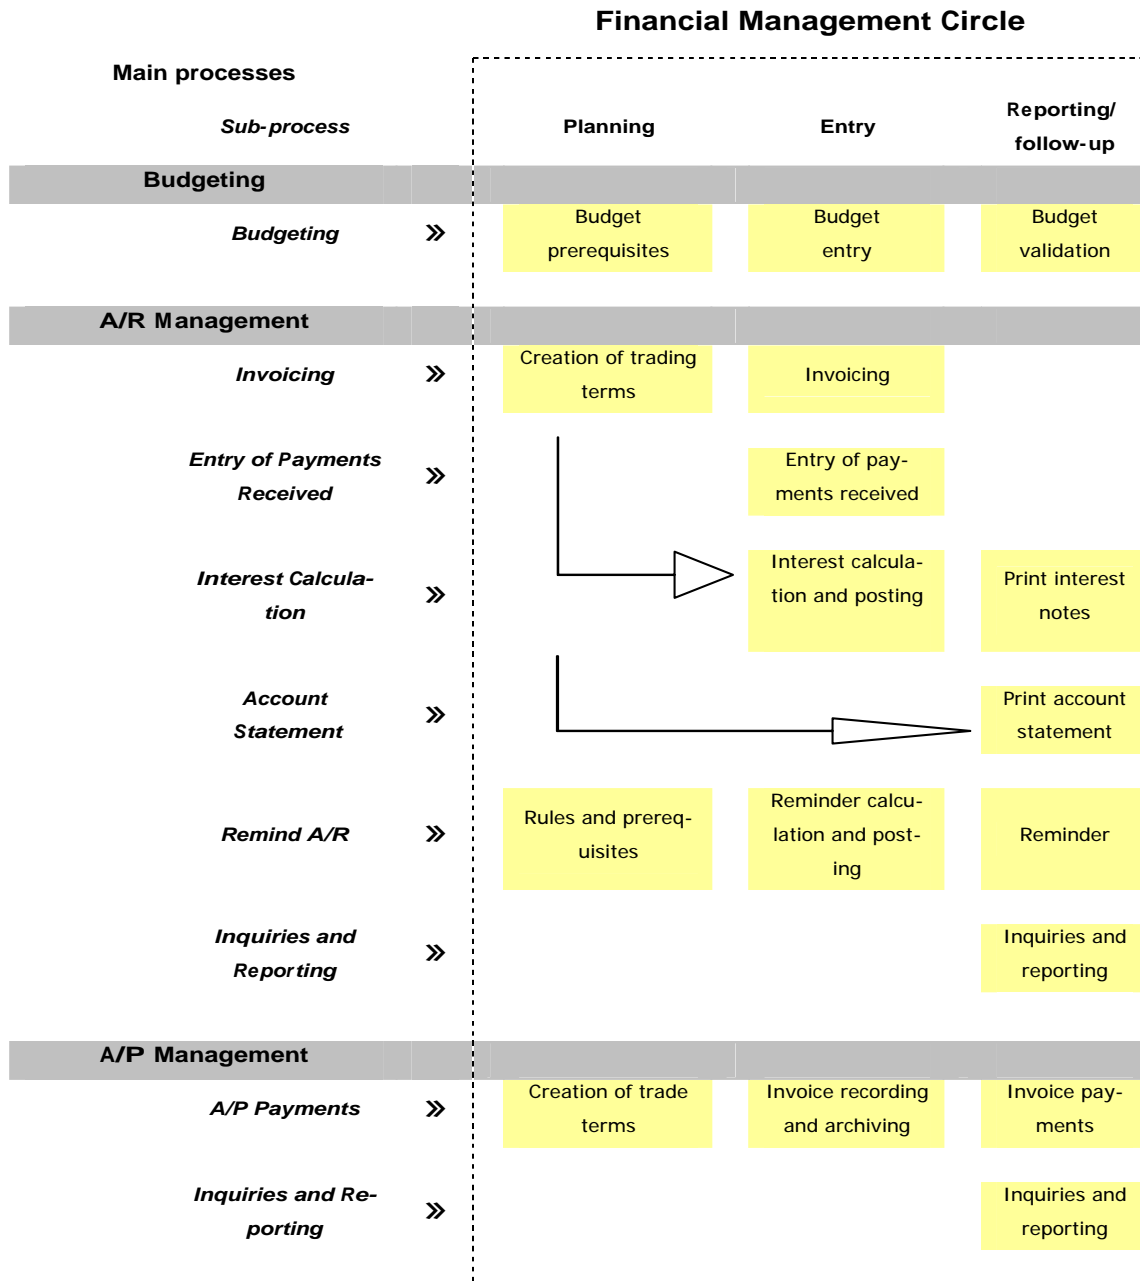 Financial Management Circle
Main processes
Sub-process
Planning
Entry
Reporting/
follow-up
Budgeting
Budgeting
»
Budget
prerequisites
Budget
entry
Budget
validation
A/R Management
Invoicing
»
Creation of trading
terms
Invoicing
Entry of Payments
Received
»
Entry of pay-
ments received
Interest Calcula-
tion
»
Interest calcula-
tion and posting
Print interest
notes
Account
Statement
»
Print account
statement
Remind A/R
»
Rules and prereq-
uisites
Reminder calcu-
lation and post-
ing
Reminder
Inquiries and
Reporting
»
Inquiries and
reporting
A/P Management
A/P Payments
»
Creation of trade
terms
Invoice recording
and archiving
Invoice pay-
ments
Inquiries and Re-
porting
»
Inquiries and
reporting